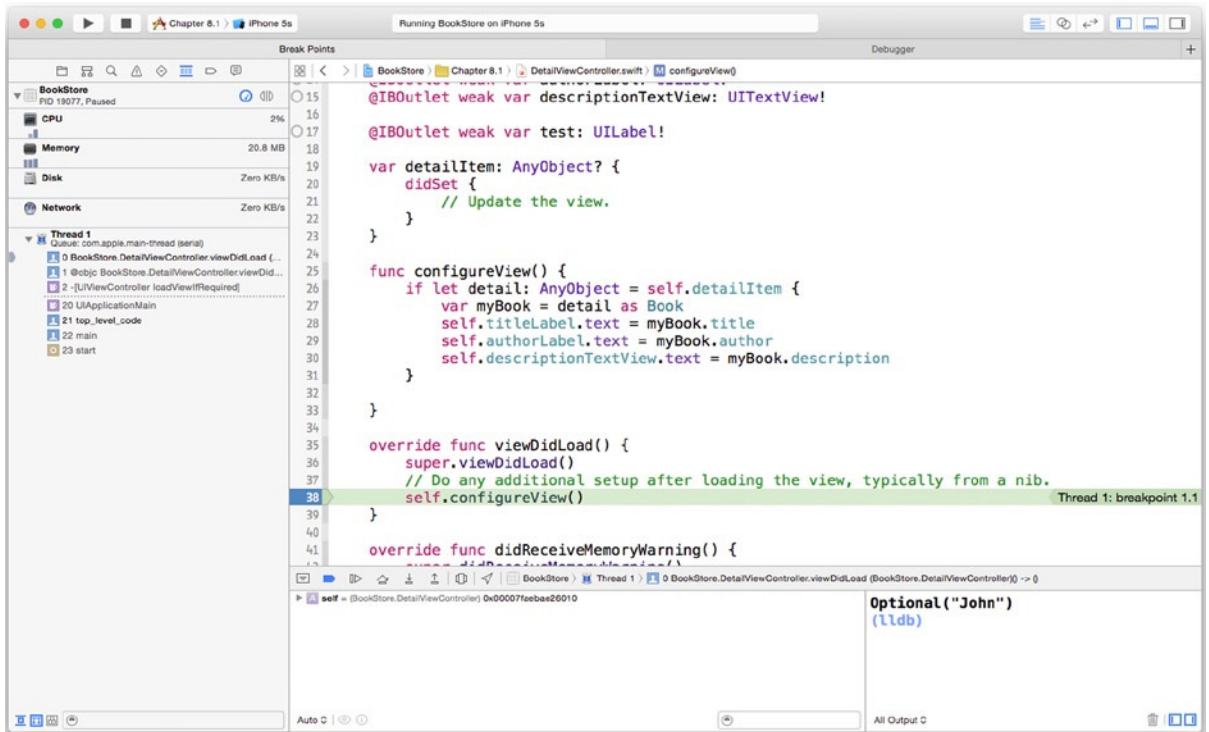 Chapter 8.1 〉 iPhone 5s
Running BookStore on iPhone 5s
Break Points
Debugger
+
BookStore 〉 Chapter 8.1 〉 DetailViewController.swift 〉 M configureView()
BookStore
PID 19077, Paused
CPU 2%
Memory 20.8 MB
Disk Zero KB/s
Network Zero KB/s
Thread 1
Queue: com.apple.main-thread (serial)
0 BookStore.DetailViewController.viewDidLoad (...
1 @objc BookStore.DetailViewController.viewDid...
2 -[UIViewController loadViewIfRequired]
20 UIApplicationMain
21 top_level_code
22 main
23 start
15 @IBOutlet weak var descriptionTextView: UITextView!
16
17 @IBOutlet weak var test: UILabel!
18
19 var detailItem: AnyObject? {
20 didSet {
21 // Update the view.
22 }
23 }
24
25 func configureView() {
26 if let detail: AnyObject = self.detailItem {
27 var myBook = detail as Book
28 self.titleLabel.text = myBook.title
29 self.authorLabel.text = myBook.author
30 self.descriptionTextView.text = myBook.description
31 }
32
33 }
34
35 override func viewDidLoad() {
36 super.viewDidLoad()
37 // Do any additional setup after loading the view, typically from a nib.
38 self.configureView() Thread 1: breakpoint 1.1
39 }
40
41 override func didReceiveMemoryWarning() {
BookStore 〉 Thread 1 〉 0 BookStore.DetailViewController.viewDidLoad (BookStore.DetailViewController)() -> ()
A self = (BookStore.DetailViewController) 0x00007faebae26010
Optional("John")
(lldb)
Auto
All Output